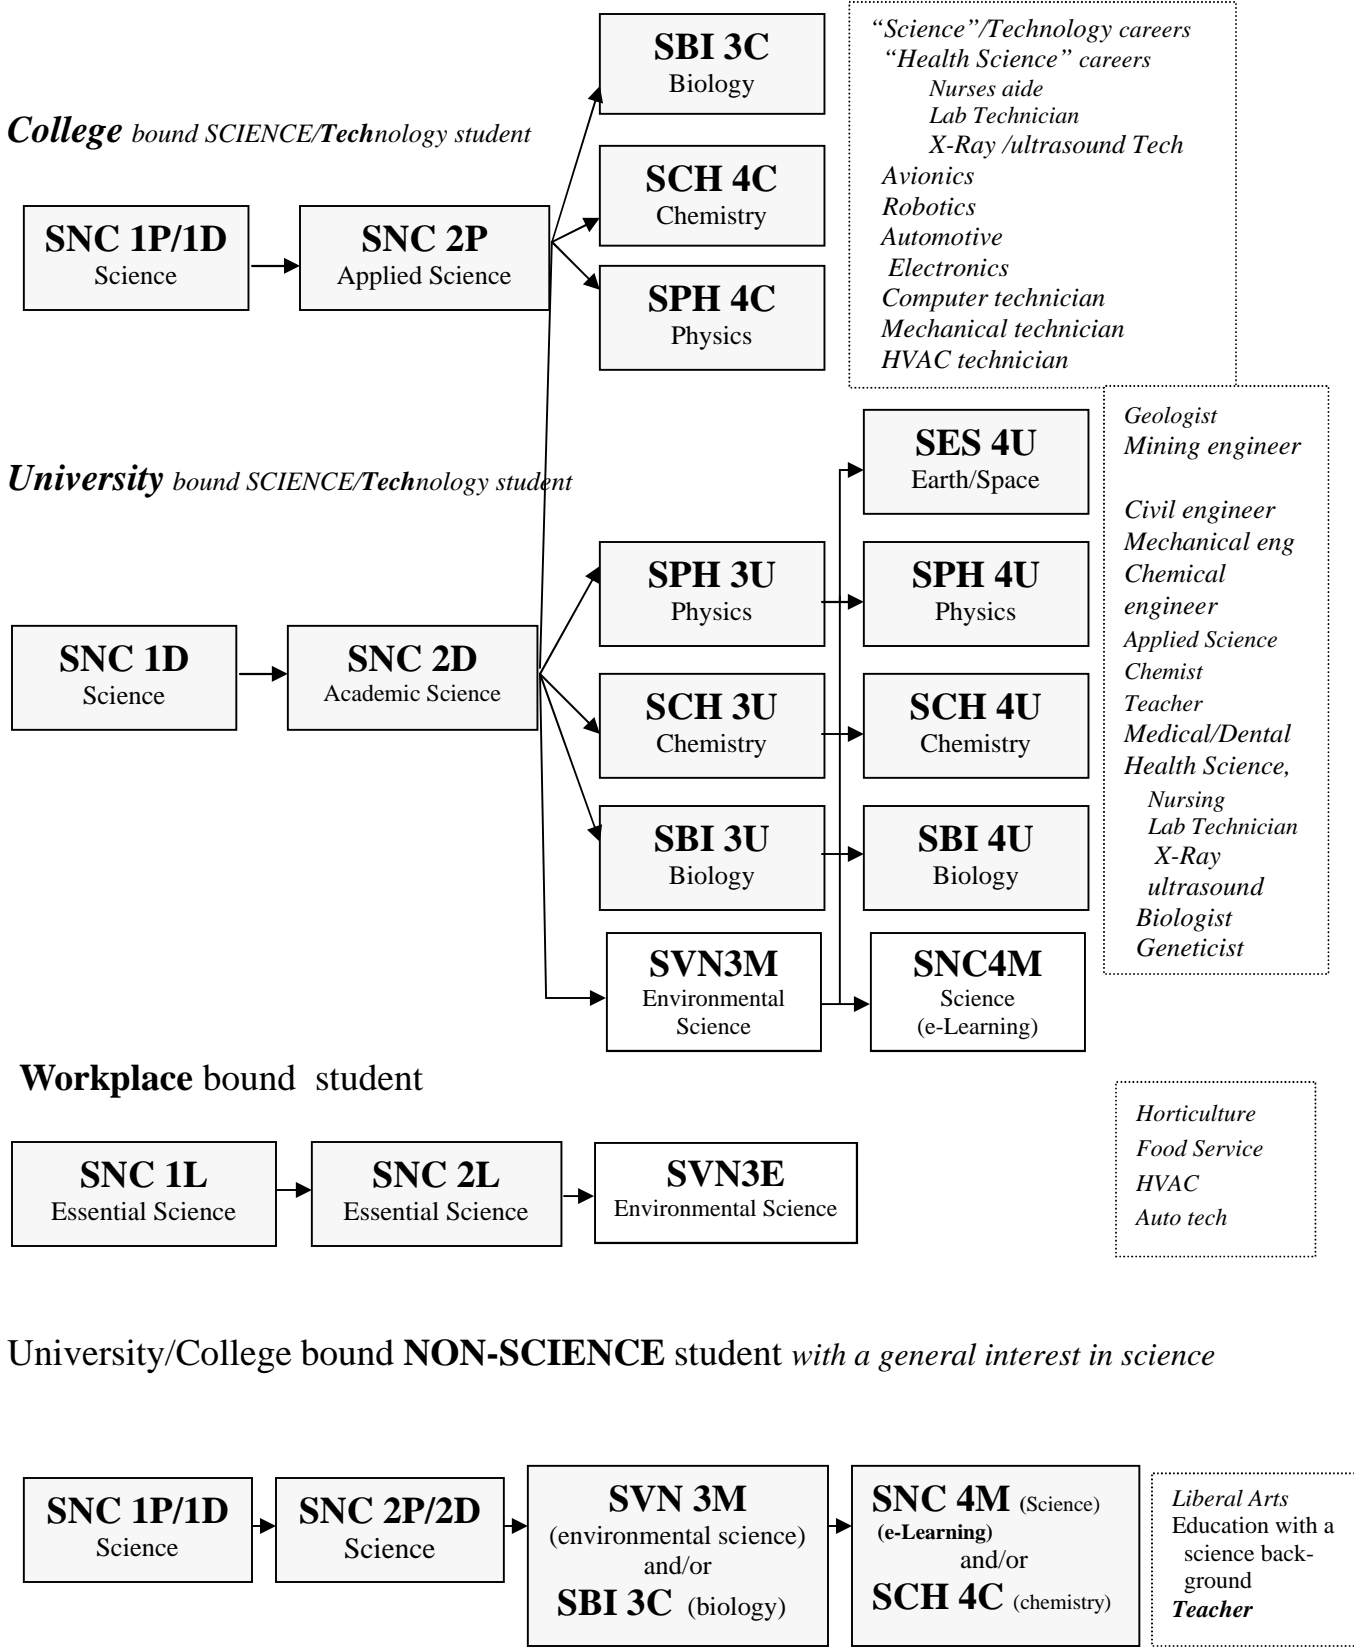 College bound SCIENCE/Technology student
SNC 1P/1D
Science
SNC 2P
Applied Science
SBI 3C
Biology
SCH 4C
Chemistry
SPH 4C
Physics
“Science”/Technology careers
“Health Science” careers
Nurses aide
Lab Technician
X-Ray /ultrasound Tech
Avionics
Robotics
Automotive
Electronics
Computer technician
Mechanical technician
HVAC technician
University bound SCIENCE/Technology student
SNC 1D
Science
SNC 2D
Academic Science
SPH 3U
Physics
SCH 3U
Chemistry
SBI 3U
Biology
SVN3M
Environmental
Science
SES 4U
Earth/Space
SPH 4U
Physics
SCH 4U
Chemistry
SBI 4U
Biology
SNC4M
Science
(e-Learning)
Geologist
Mining engineer
Civil engineer
Mechanical eng
Chemical
engineer
Applied Science
Chemist
Teacher
Medical/Dental
Health Science,
Nursing
Lab Technician
X-Ray
ultrasound
Biologist
Geneticist
Workplace bound student
SNC 1L
Essential Science
SNC 2L
Essential Science
SVN3E
Environmental Science
Horticulture
Food Service
HVAC
Auto tech
University/College bound NON-SCIENCE student with a general interest in science
SNC 1P/1D
Science
SNC 2P/2D
Science
SVN 3M
(environmental science)
and/or
SBI 3C (biology)
SNC 4M (Science)
(e-Learning)
and/or
SCH 4C (chemistry)
Liberal Arts
Education with a
science back-
ground
Teacher